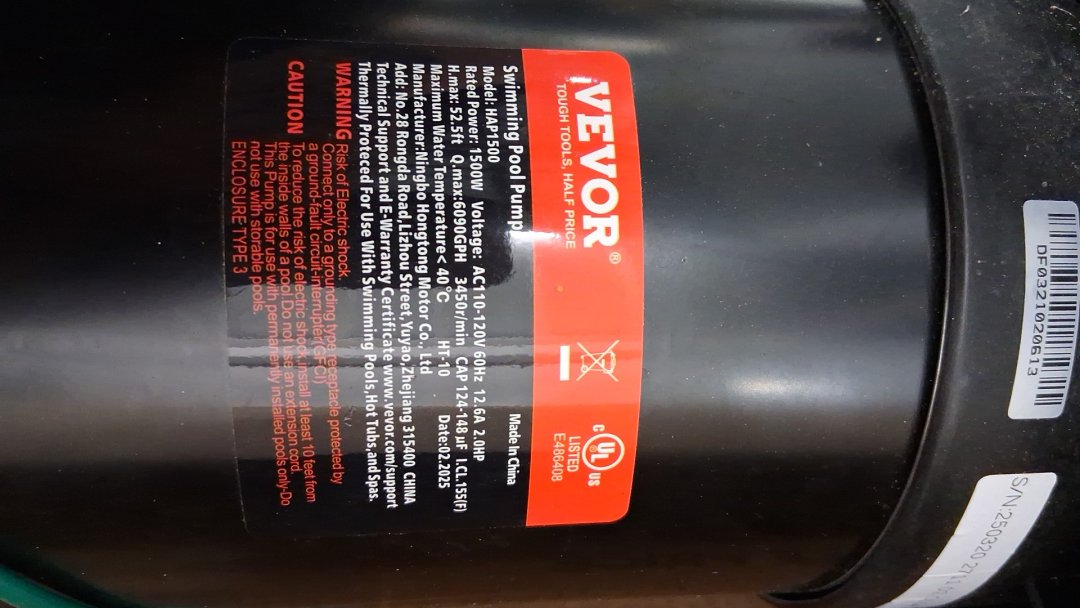 VEVOR®
TOUGH TOOLS, HALF PRICE
C UL US
LISTED
E486408
Swimming Pool Pump Made In China
Model: HAP1500
Rated Power: 1500W Voltage: AC110-120V 60Hz 12.6A 2.0HP
H.max: 52.5ft Q.max:6090GPH 3450r/min CAP 124-148 μF I.CL.155(F)
Maximum Water Temperature< 40°C HT-10 Date:02.2025
Manufacturer:Ningbo Hongtong Motor Co., Ltd
Add: No.28 Rongda Road,Lizhou Street,Yuyao,Zhejiang 315400 CHINA
Technical Support and E-Warranty Certificate www.vevor.com/support
Thermally Proteced For Use With Swimming Pools,Hot Tubs,and Spas.
WARNING Risk of Electric shock.
Connect only to a grounding type receptacle protected by
a ground-fault circuit-interrupter(GFCI)
CAUTION To reduce the risk of electric shock,install at least 10 feet from
the inside walls of a pool.Do not use an extension cord.
This Pump is for use with permanently installed pools only-Do
not use with storable pools.
ENCLOSURE TYPE 3
DF0321020613
S/N:250320